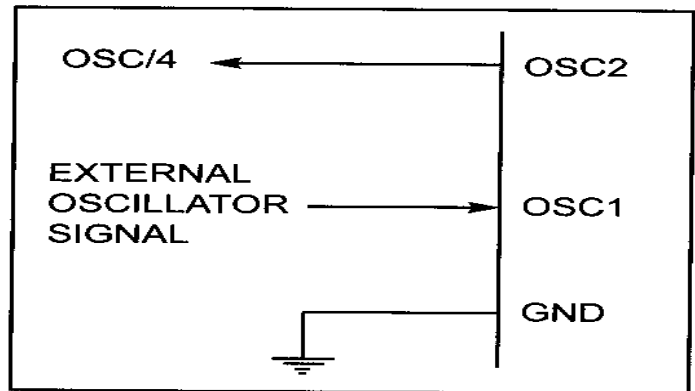 OSC/4
OSC2
EXTERNAL
OSCILLATOR
SIGNAL
OSC1
GND